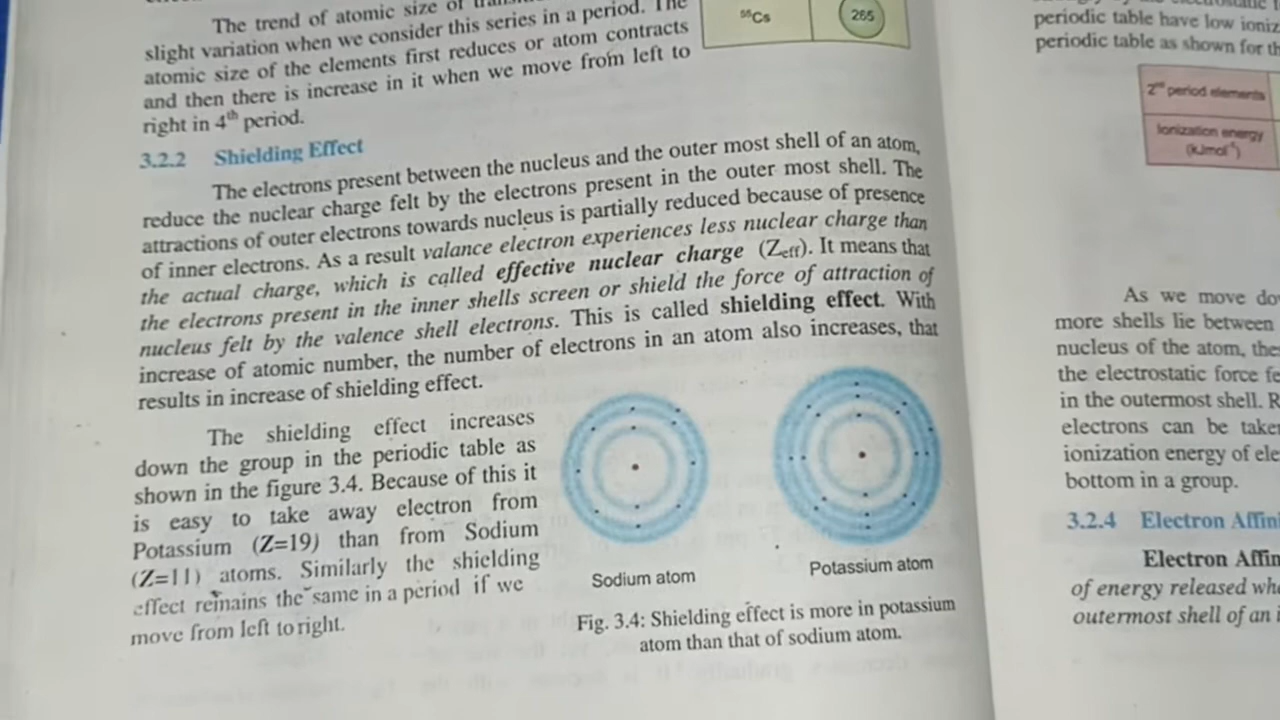 The trend of atomic size of
slight variation when we consider this series in a period. The
atomic size of the elements first reduces or atom contracts
and then there is increase in it when we move from left to
right in 4th period.
55Cs
265
3.2.2 Shielding Effect
The electrons present between the nucleus and the outer most shell of an atom,
reduce the nuclear charge felt by the electrons present in the outer most shell. The
attractions of outer electrons towards nucleus is partially reduced because of presence
of inner electrons. As a result valance electron experiences less nuclear charge than
the actual charge, which is called effective nuclear charge (Zeff). It means that
the electrons present in the inner shells screen or shield the force of attraction of
nucleus felt by the valence shell electrons. This is called shielding effect. With
increase of atomic number, the number of electrons in an atom also increases, that
results in increase of shielding effect.
The shielding effect increases
down the group in the periodic table as
shown in the figure 3.4. Because of this it
is easy to take away electron from
Potassium (Z=19) than from Sodium
(Z=11) atoms. Similarly the shielding
effect remains the same in a period if we
move from left to right.
Sodium atom
Potassium atom
Fig. 3.4: Shielding effect is more in potassium
atom than that of sodium atom.
periodic table have low
periodic table as shown for
2nd period elements
Ionization energy
(kJmol-1)
As we move
more shells lie between
nucleus of the atom,
the electrostatic force
in the outermost shell.
electrons can be
ionization energy of
bottom in a group.
3.2.4 Electron
Electron
of energy released
outermost shell of an